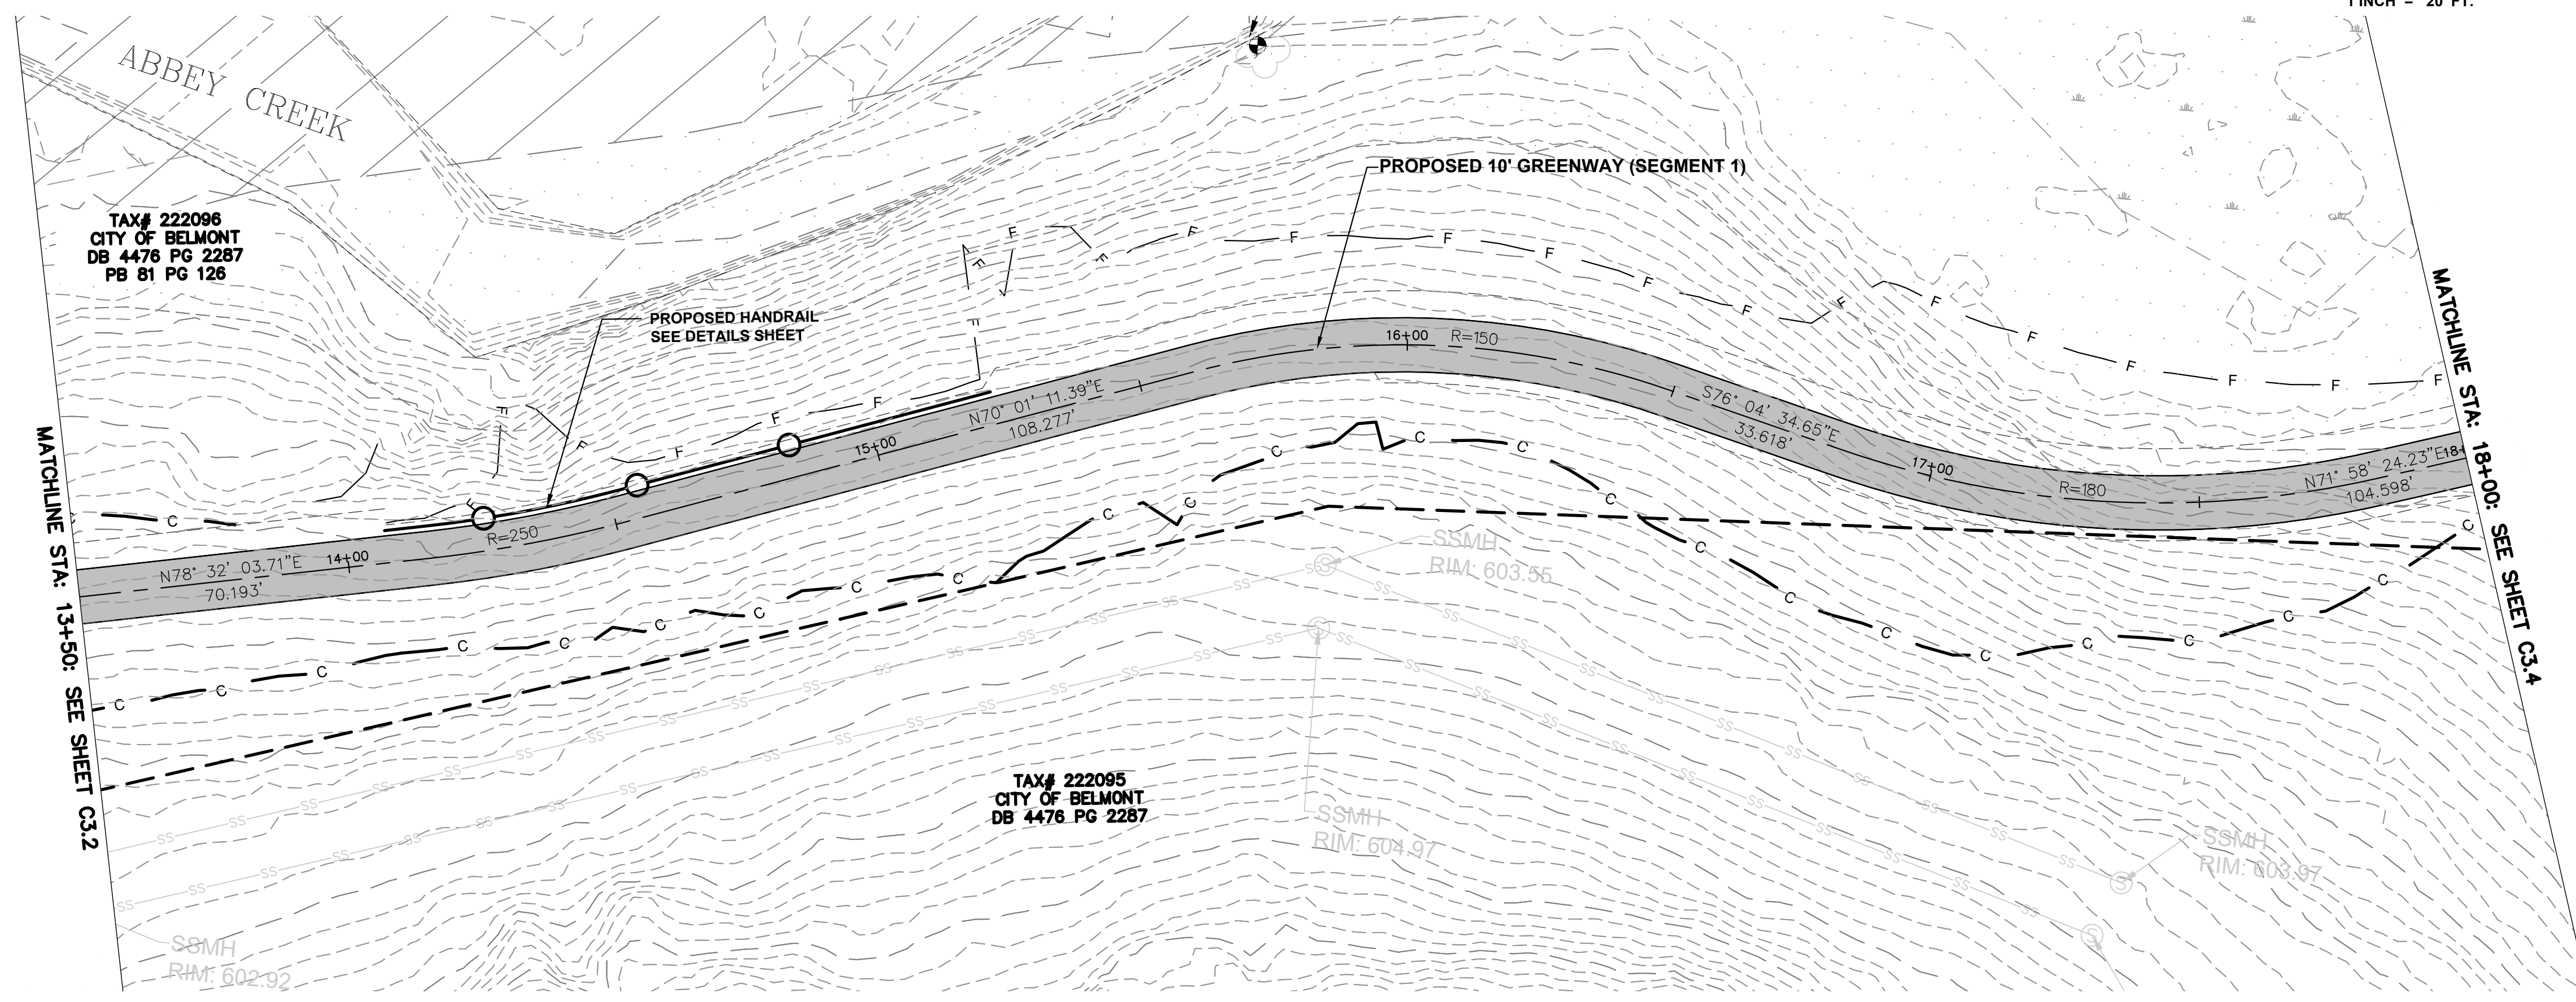 1 INCH = 20 FT.
ABBEY CREEK
PROPOSED 10' GREENWAY (SEGMENT 1)
TAX# 222096
CITY OF BELMONT
DB 4476 PG 2287
PB 81 PG 126
PROPOSED HANDRAIL
SEE DETAILS SHEET
MATCHLINE STA: 13+50: SEE SHEET C3.2
N78° 32' 03.71"E
70.193'
14+00
R=250
15+00
N70° 01' 11.39"E
108.277'
16+00
R=150
S76° 04' 34.65"E
33.618'
17+00
R=180
N71° 58' 24.23"E
104.598'
18+
MATCHLINE STA: 18+00: SEE SHEET C3.4
SSMH
RIM: 603.55
TAX# 222095
CITY OF BELMONT
DB 4476 PG 2287
SSMH
RIM: 604.97
SSMH
RIM: 603.97
SSMH
RIM: 602.92